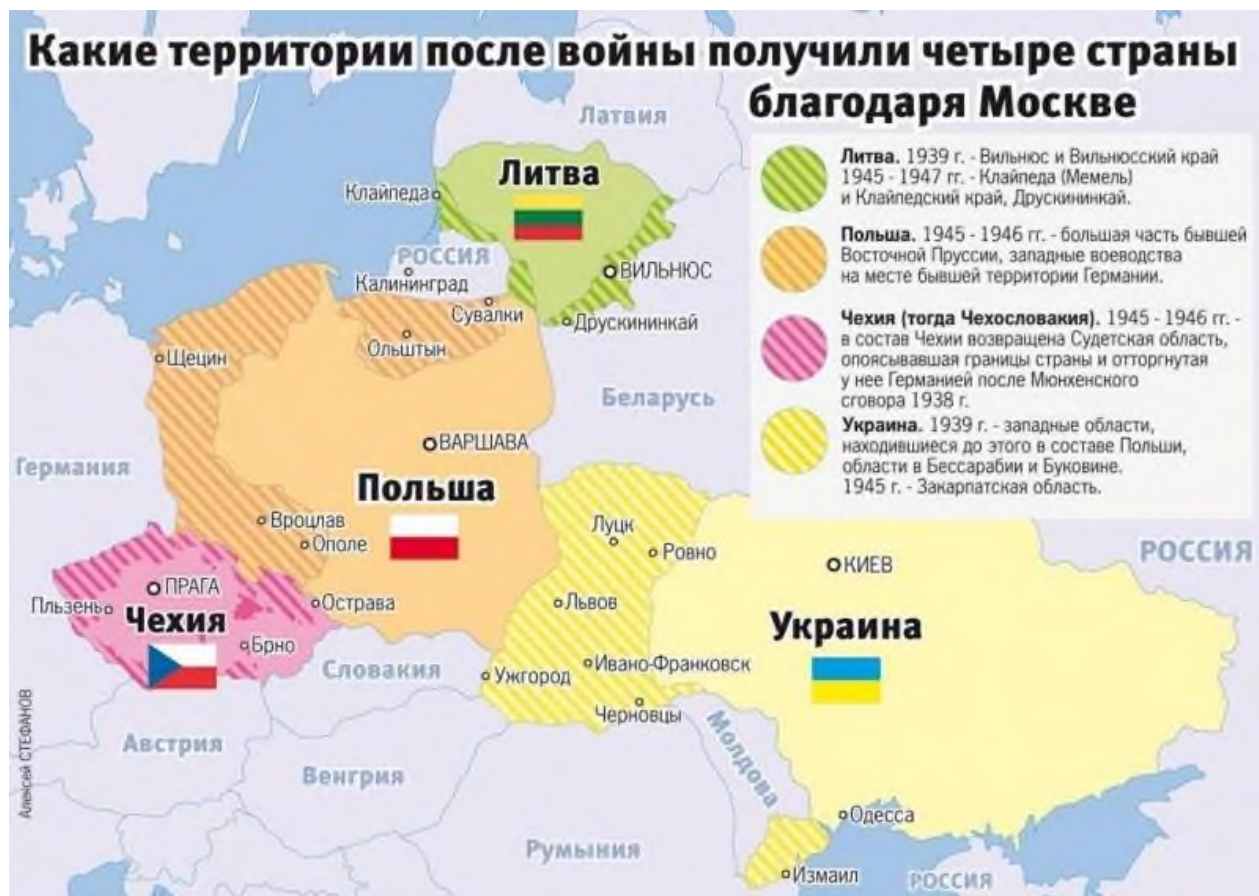 Какие территории после войны получили четыре страны
благодаря Москве
Литва. 1939 г. - Вильнюс и Вильнюсский край
1945 - 1947 гг. - Клайпеда (Мемель)
и Клайпедский край, Друскининкай.
Польша. 1945 - 1946 гг. - большая часть бывшей
Восточной Пруссии, западные воеводства
на месте бывшей территории Германии.
Чехия (тогда Чехословакия). 1945 - 1946 гг. -
в состав Чехии возвращена Судетская область,
опоясывавшая границы страны и отторгнутая
у нее Германией после Мюнхенского
сговора 1938 г.
Украина. 1939 г. - западные области,
находившиеся до этого в составе Польши,
области в Бессарабии и Буковине.
1945 г. - Закарпатская область.
Латвия
Литва
Клайпеда
РОССИЯ
Калининград
ВИЛЬНЮС
Сувалки
Друскининкай
Ольштын
Щецин
Беларусь
ВАРШАВА
Германия
Польша
Вроцлав
Ополе
Луцк
Ровно
КИЕВ
РОССИЯ
ПРАГА
Пльзень
Чехия
Острава
Львов
Украина
Брно
Словакия
Ужгород
Ивано-Франковск
Черновцы
Молдова
Австрия
Венгрия
Одесса
Румыния
Измаил
РОССИЯ
Алексей СТЕФАНОВ